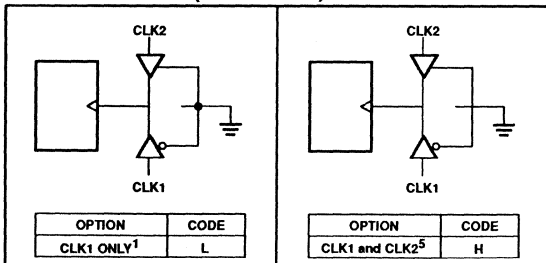 CLK2
CLK1
OPTION CODE
CLK1 ONLY1 L
CLK2
CLK1
OPTION CODE
CLK1 and CLK25 H